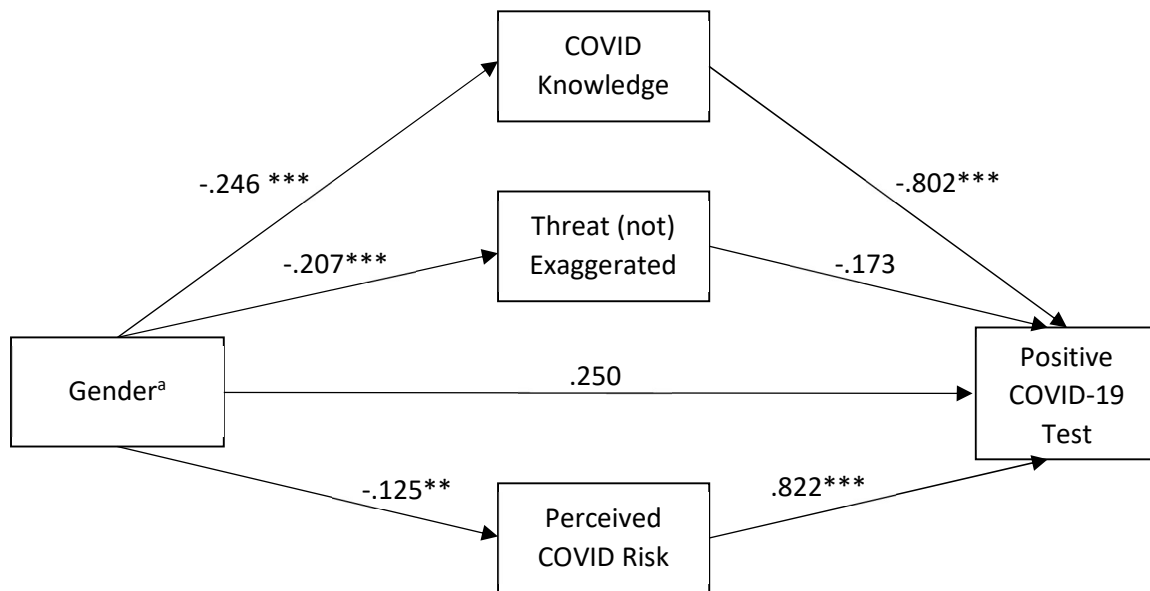 COVID
Knowledge
-.246 ***
-.802***
Threat (not)
Exaggerated
-.207***
-.173
Genderᵃ
.250
Positive
COVID-19
Test
-.125**
.822***
Perceived
COVID Risk